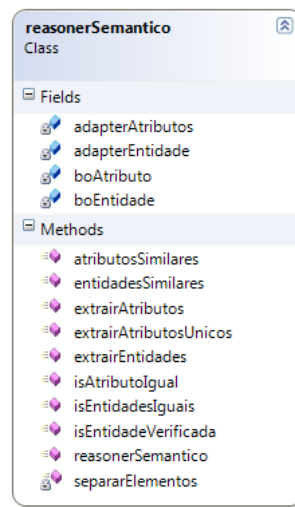 reasonerSemantico
Class
Fields
adapterAtributos
adapterEntidade
boAtributo
boEntidade
Methods
atributosSimilares
entidadesSimilares
extrairAtributos
extrairAtributosUnicos
extrairEntidades
isAtributoIgual
isEntidadesIguais
isEntidadeVerificada
reasonerSemantico
separarElementos